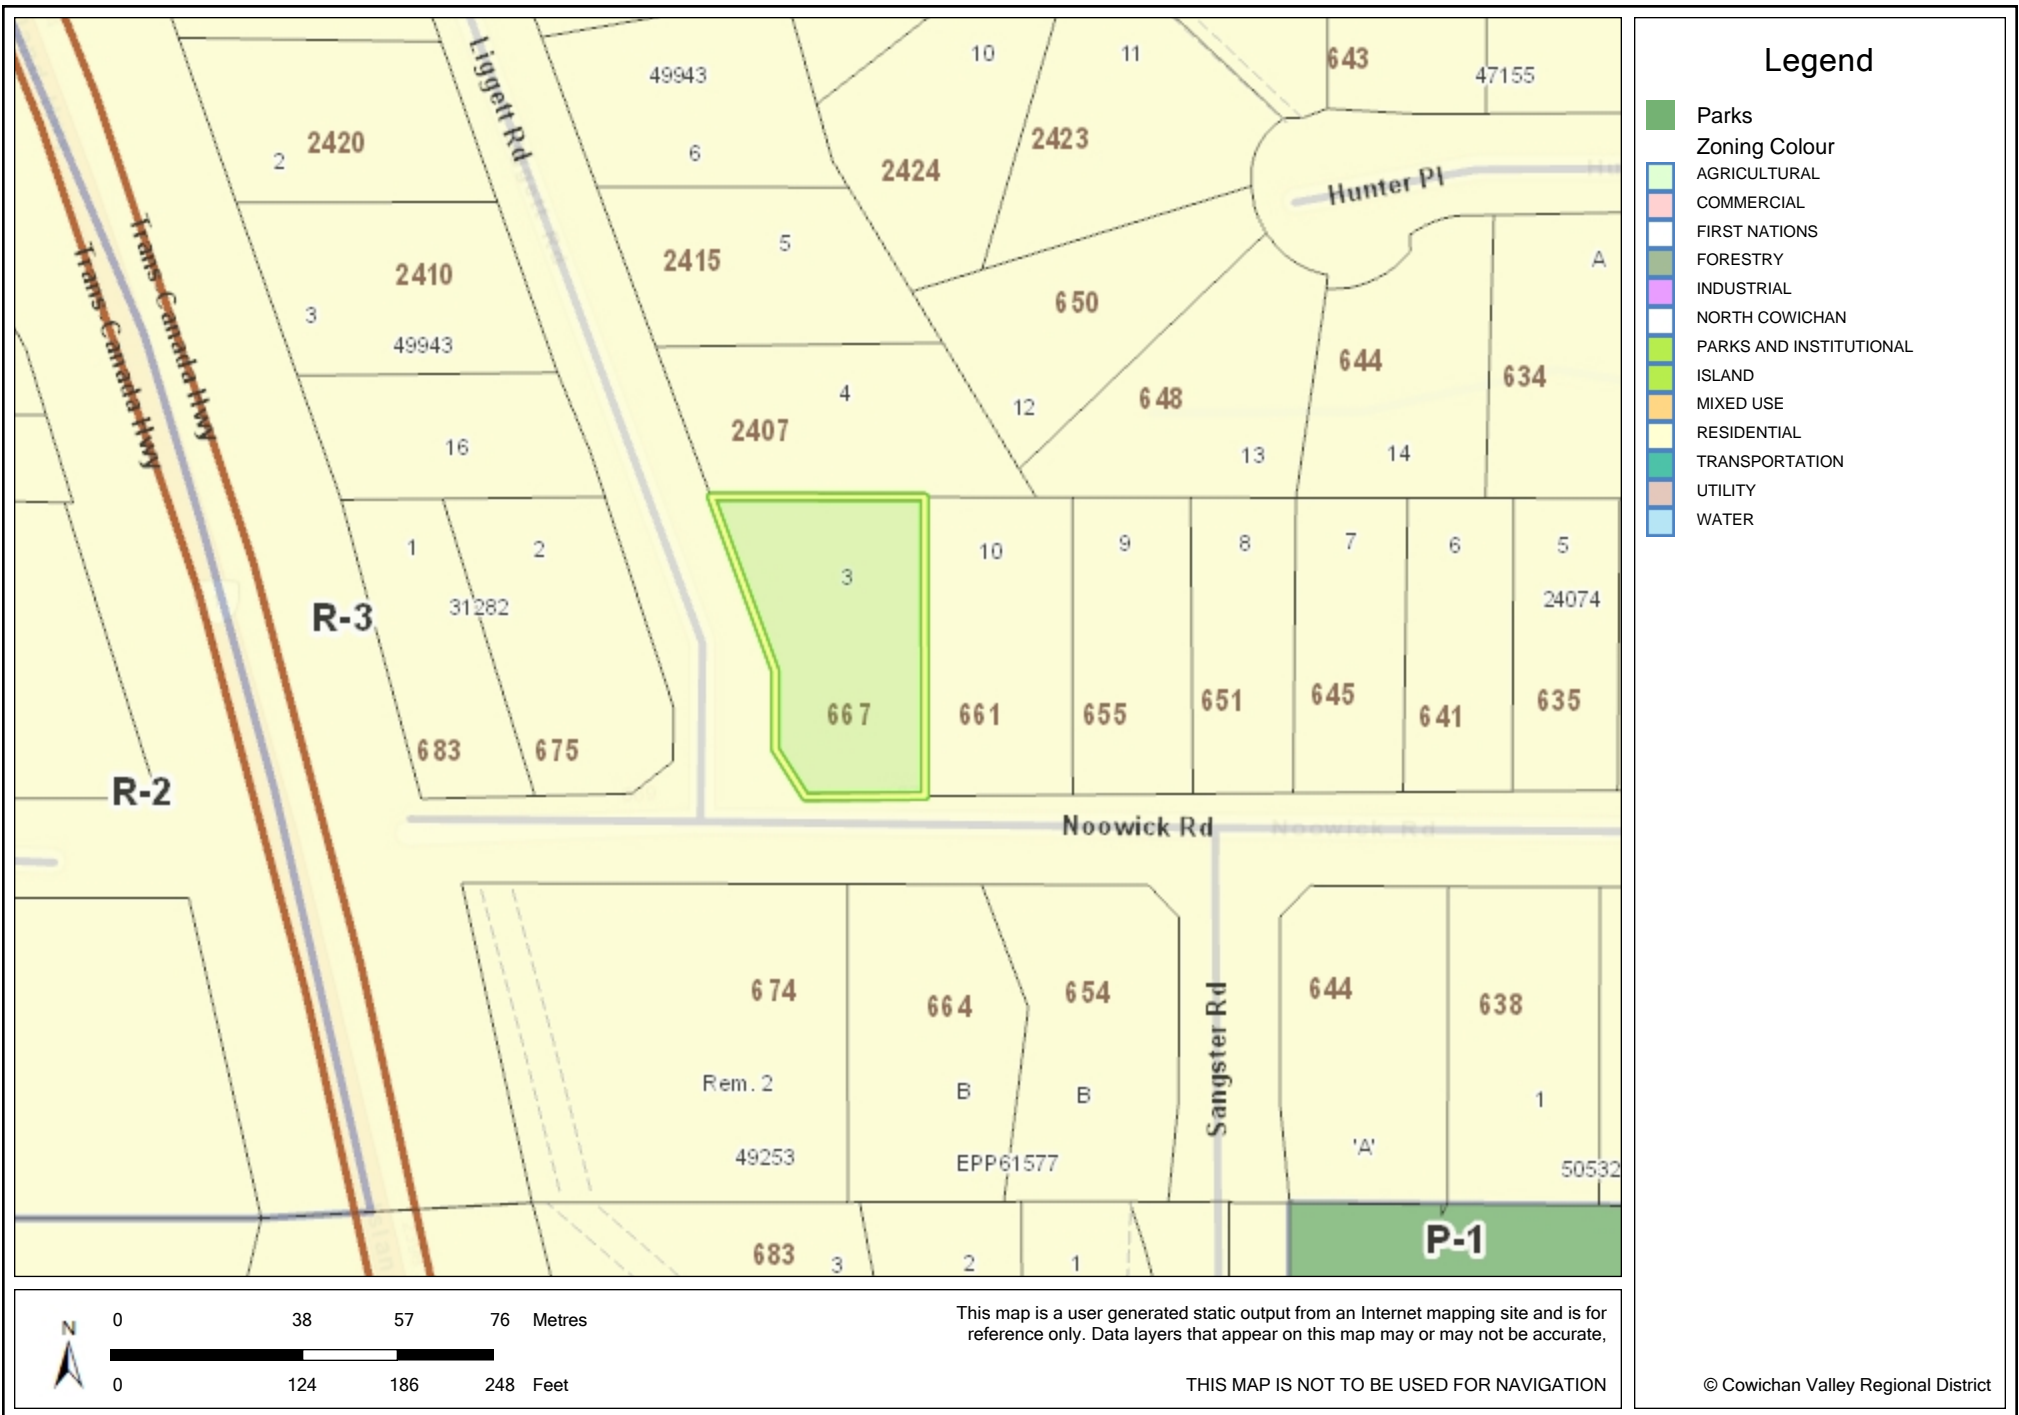 Liggett Rd
49943
10
11
643
47155
2420
2
6
2424
2423
Hunter Pl
Trans-Canada Hwy
Trans-Canada Hwy
2410
3
49943
2415
5
650
644
634
A
16
2407
4
12
648
13
14
R-3
1
2
31282
683
675
3
667
10
661
9
655
8
651
7
645
6
641
5
24074
635
R-2
Noowick Rd
Noowick Rd
674
Rem. 2
49253
664
B
654
B
EPP61577
Sangster Rd
644
'A'
638
1
50532
683
3
2
1
P-1
Legend
Parks
Zoning Colour
AGRICULTURAL
COMMERCIAL
FIRST NATIONS
FORESTRY
INDUSTRIAL
NORTH COWICHAN
PARKS AND INSTITUTIONAL
ISLAND
MIXED USE
RESIDENTIAL
TRANSPORTATION
UTILITY
WATER
N
0 38 57 76 Metres
0 124 186 248 Feet
This map is a user generated static output from an Internet mapping site and is for
reference only. Data layers that appear on this map may or may not be accurate,
THIS MAP IS NOT TO BE USED FOR NAVIGATION
© Cowichan Valley Regional District